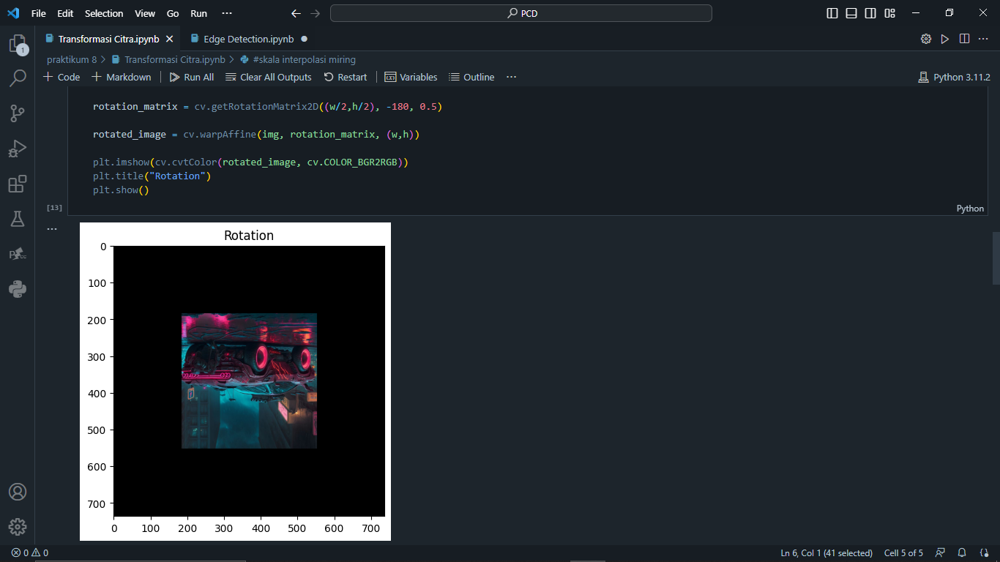 File Edit Selection View Go Run ··· PCD
Transformasi Citra.ipynb Edge Detection.ipynb
praktikum 8 > Transformasi Citra.ipynb > #skala interpolasi miring
+ Code + Markdown Run All Clear All Outputs Restart Variables Outline ··· Python 3.11.2
1
rotation_matrix = cv.getRotationMatrix2D((w/2,h/2), -180, 0.5)
rotated_image = cv.warpAffine(img, rotation_matrix, (w,h))
plt.imshow(cv.cvtColor(rotated_image, cv.COLOR_BGR2RGB))
plt.title("Rotation")
plt.show()
[13] Python
Rotation
0
100
200
300
400
500
600
700
0 100 200 300 400 500 600 700
0 0 Ln 6, Col 1 (41 selected) Cell 5 of 5